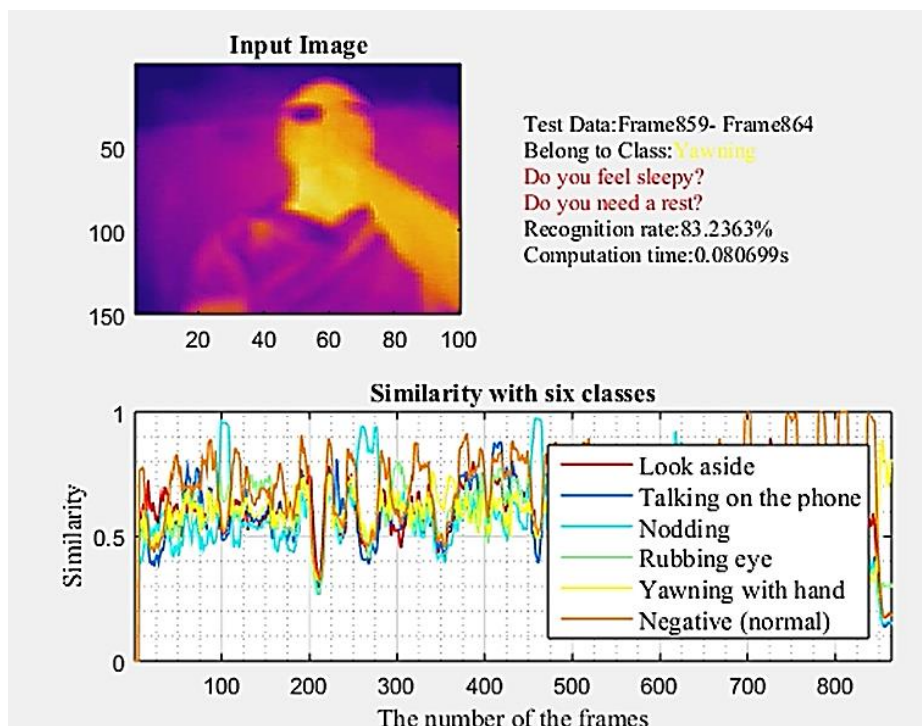 Input Image
50
100
150
20 40 60 80 100
Test Data:Frame859- Frame864
Belong to Class:Yawning
Do you feel sleepy?
Do you need a rest?
Recognition rate:83.2363%
Computation time:0.080699s
Similarity with six classes
1
0.5
0
Similarity
Look aside
Talking on the phone
Nodding
Rubbing eye
Yawning with hand
Negative (normal)
100 200 300 400 500 600 700 800
The number of the frames